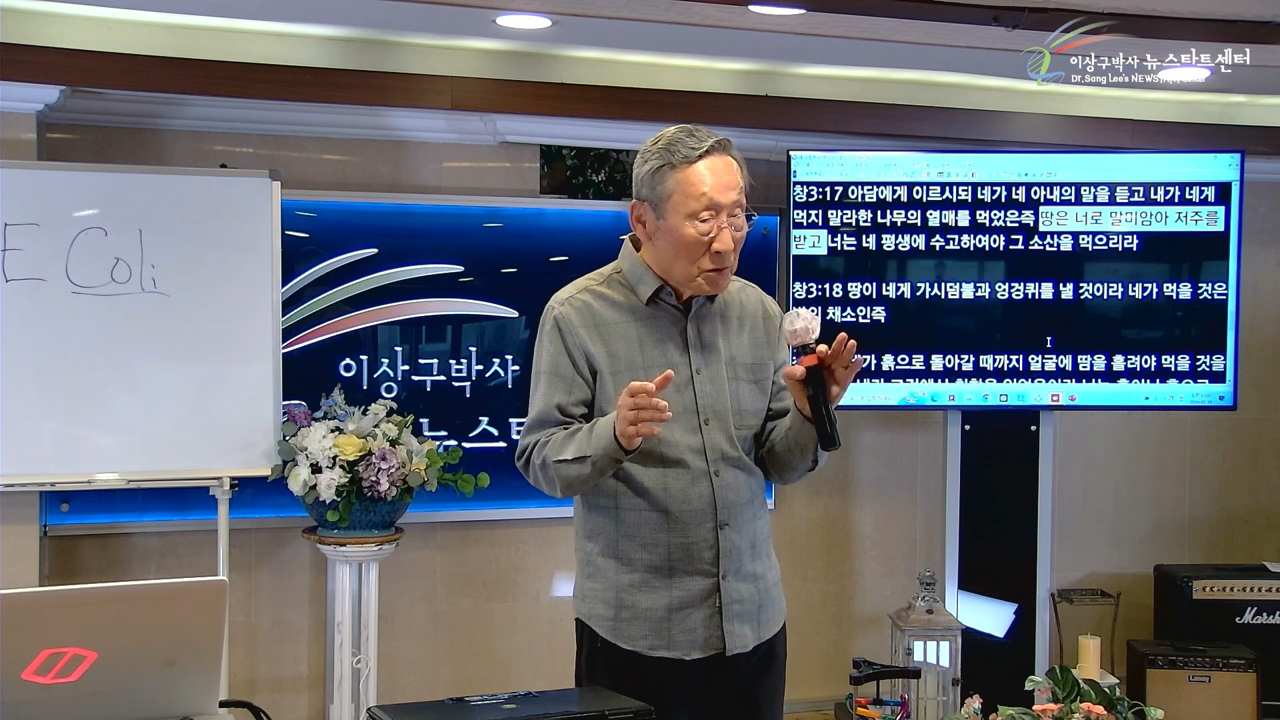 이상구박사 뉴스타트센터
Dr.Sang Lee's NEWSTART Center
E Coli
이상구박사
뉴스타
창3:17 아담에게 이르시되 네가 네 아내의 말을 듣고 내가 네게
먹지 말라한 나무의 열매를 먹었은즉 땅은 너로 말미암아 저주를
받고 너는 네 평생에 수고하여야 그 소산을 먹으리라
창3:18 땅이 네게 가시덤불과 엉겅퀴를 낼 것이라 네가 먹을 것은
채소인즉
흙으로 돌아갈 때까지 얼굴에 땀을 흘려야 먹을 것을
Marshall
Laney